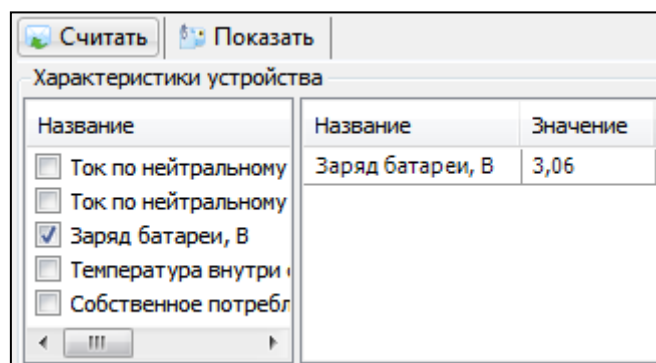 Считать Показать
Характеристики устройства
Название Название Значение
Ток по нейтральному Заряд батареи, В 3,06
Ток по нейтральному
Заряд батареи, В
Температура внутри
Собственное потребл